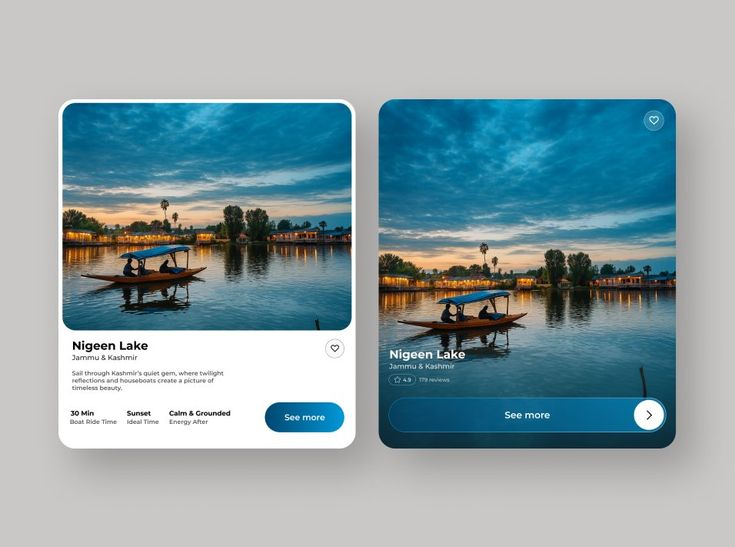 Nigeen Lake
Jammu & Kashmir
Sail through Kashmir's quiet gem, where twilight
reflections and houseboats create a picture of
timeless beauty.
30 Min
Boat Ride Time
Sunset
Ideal Time
Calm & Grounded
Energy After
See more
Nigeen Lake
Jammu & Kashmir
4.9
179 reviews
See more